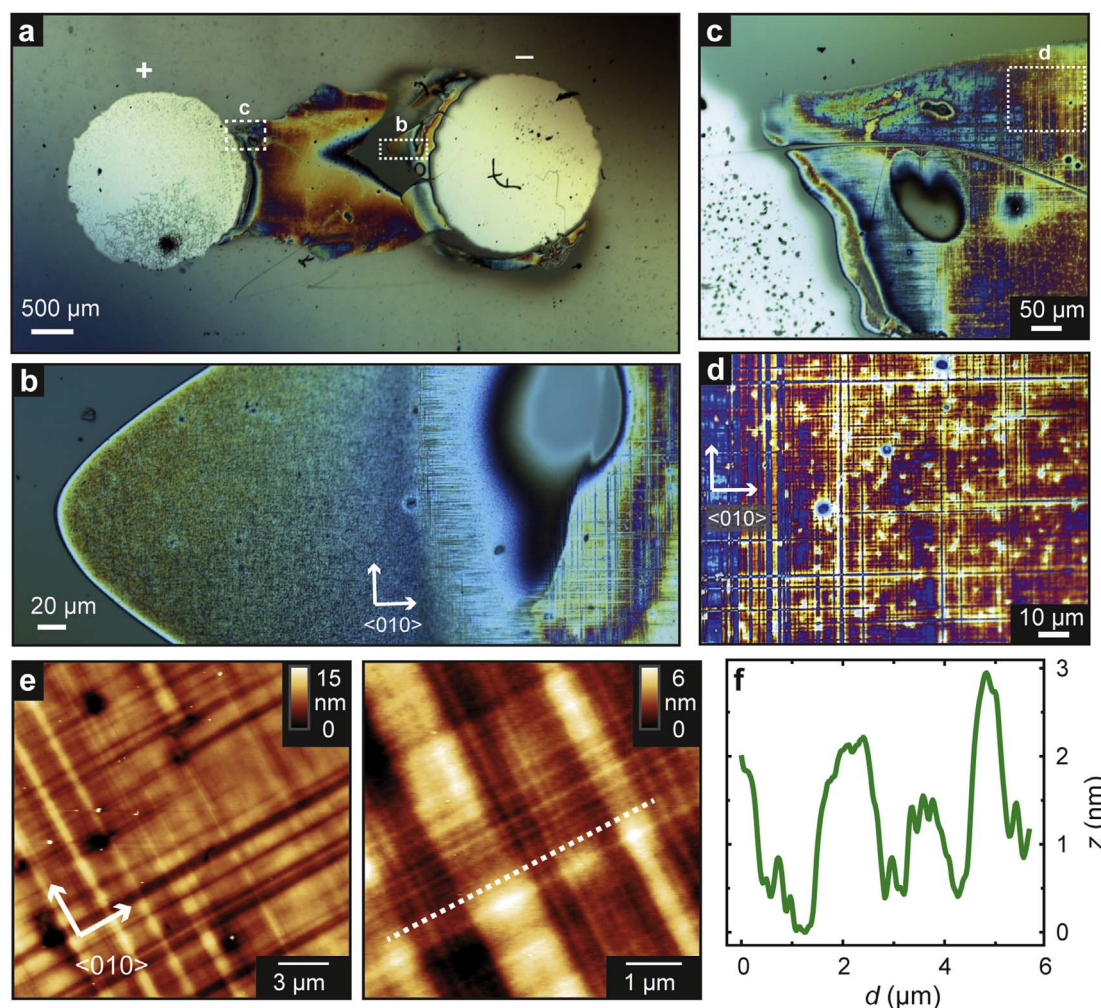 a
+
–
c
b
500 µm
c
d
50 µm
b
20 µm
<010>
d
<010>
10 µm
e
15
nm
0
<010>
3 µm
6
nm
0
1 µm
f
3
2
1
0
z (nm)
0 2 4 6
d (µm)